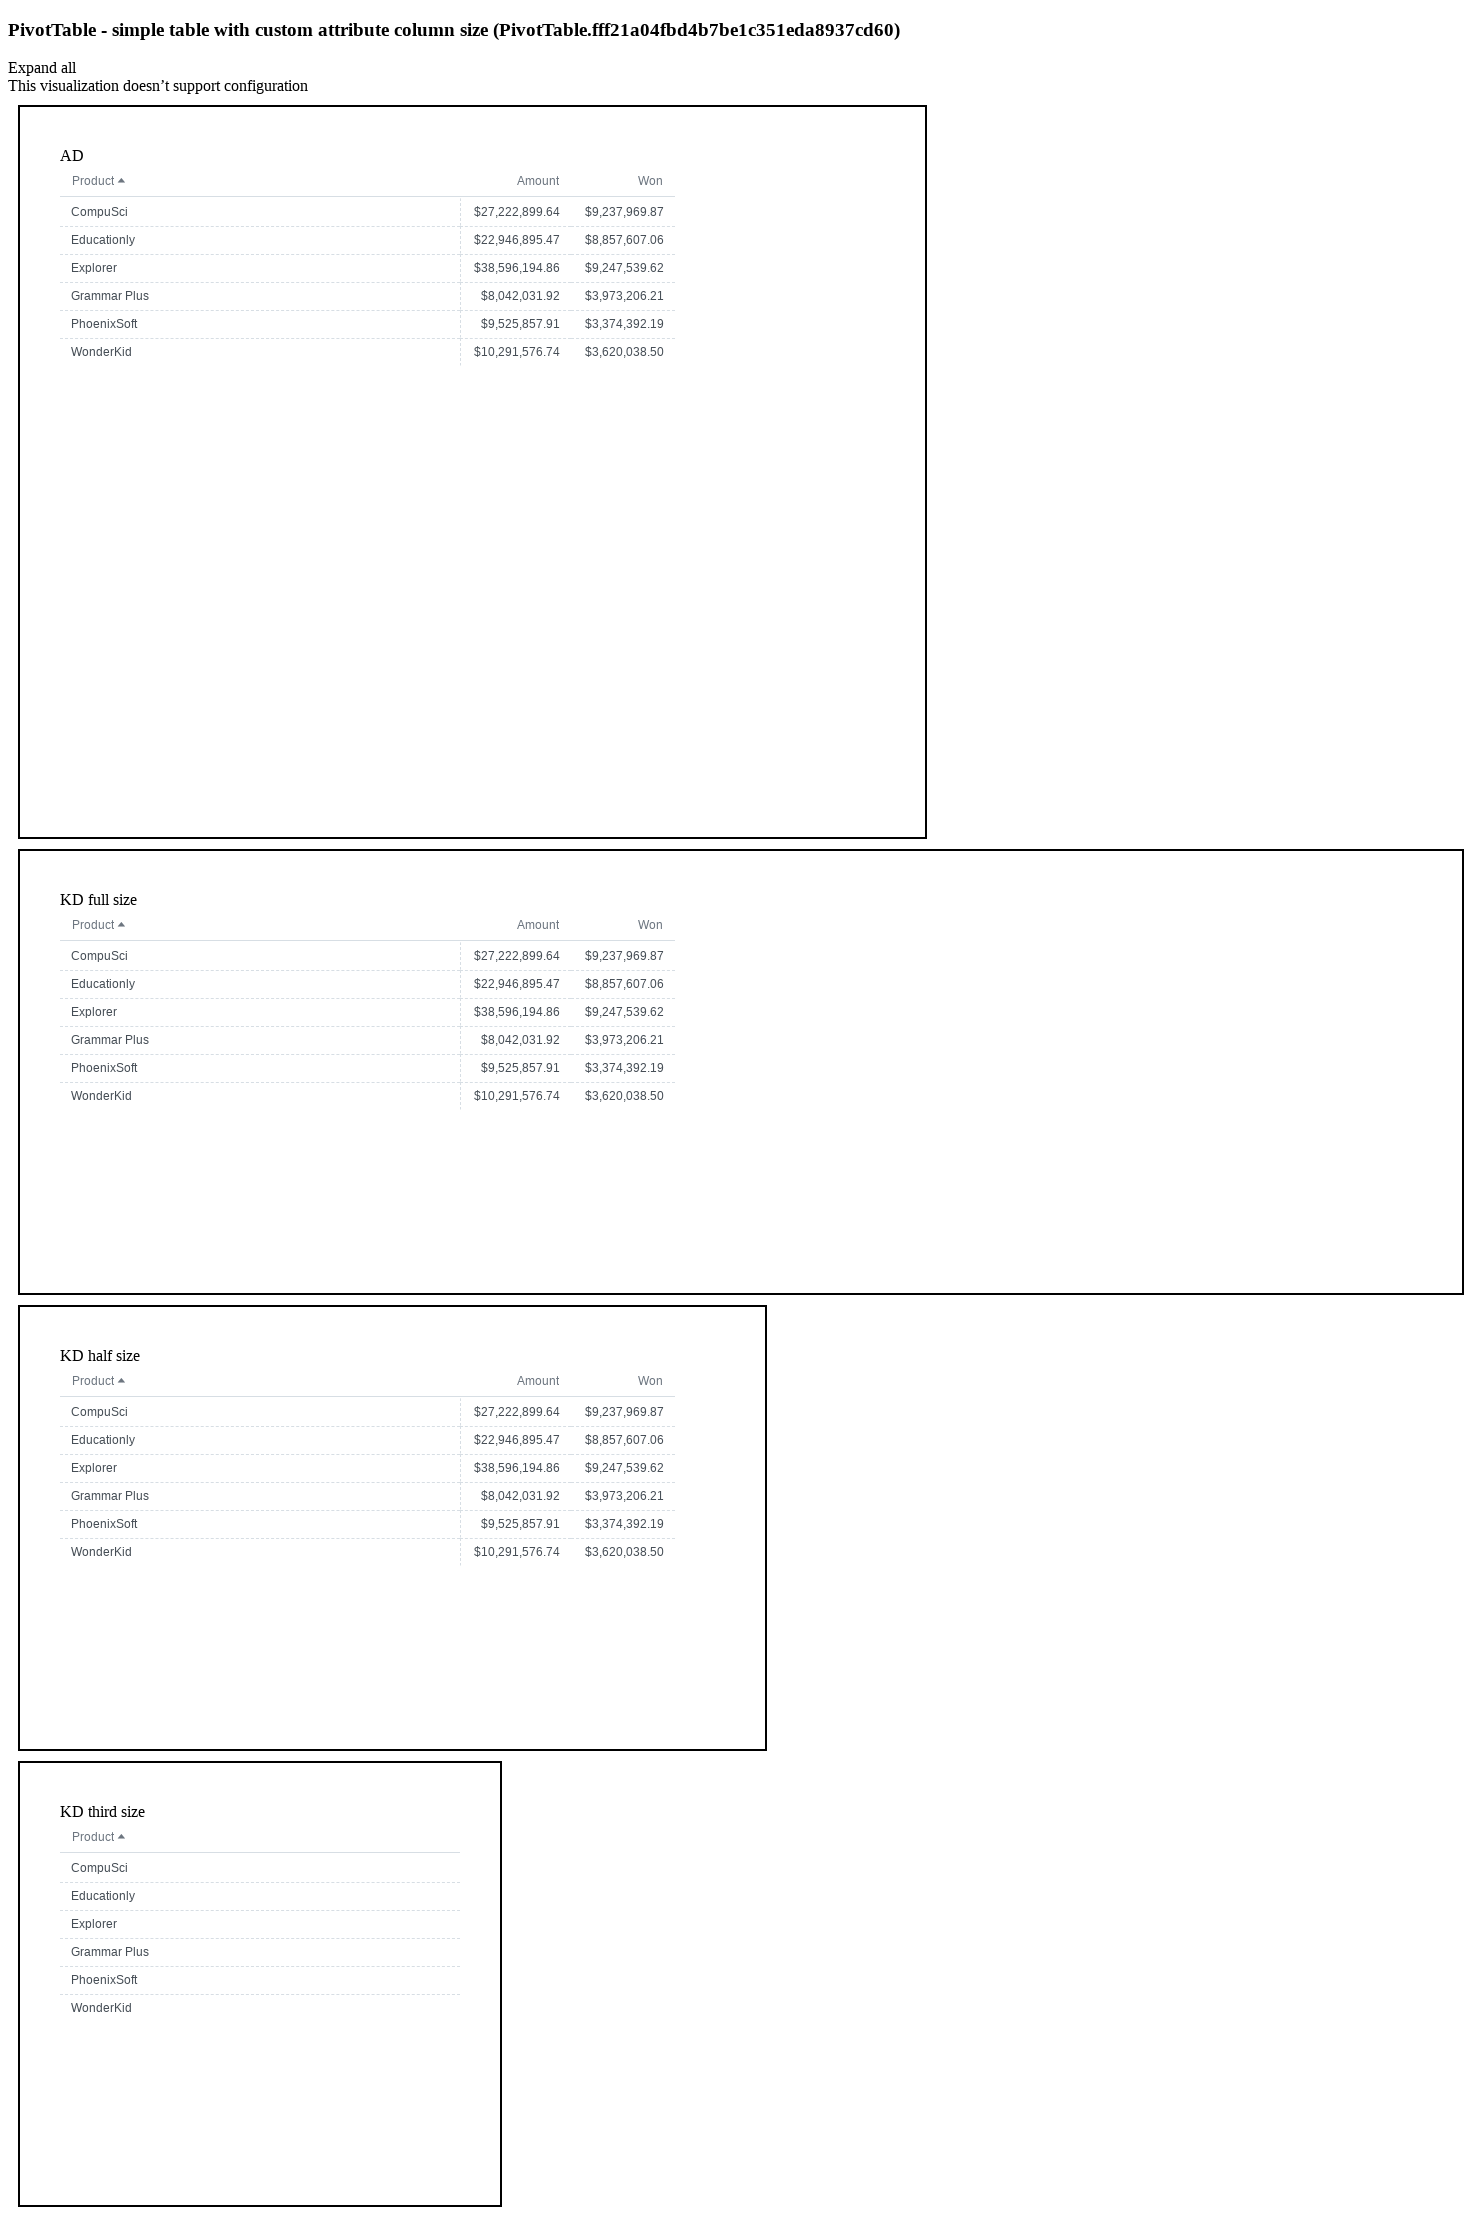 PivotTable - simple table with custom attribute column size (PivotTable.fff21a04fbd4b7be1c351eda8937cd60)
Expand all
This visualization doesn’t support configuration
AD
Product Amount Won
CompuSci $27,222,899.64 $9,237,969.87
Educationly $22,946,895.47 $8,857,607.06
Explorer $38,596,194.86 $9,247,539.62
Grammar Plus $8,042,031.92 $3,973,206.21
PhoenixSoft $9,525,857.91 $3,374,392.19
WonderKid $10,291,576.74 $3,620,038.50
KD full size
Product Amount Won
CompuSci $27,222,899.64 $9,237,969.87
Educationly $22,946,895.47 $8,857,607.06
Explorer $38,596,194.86 $9,247,539.62
Grammar Plus $8,042,031.92 $3,973,206.21
PhoenixSoft $9,525,857.91 $3,374,392.19
WonderKid $10,291,576.74 $3,620,038.50
KD half size
Product Amount Won
CompuSci $27,222,899.64 $9,237,969.87
Educationly $22,946,895.47 $8,857,607.06
Explorer $38,596,194.86 $9,247,539.62
Grammar Plus $8,042,031.92 $3,973,206.21
PhoenixSoft $9,525,857.91 $3,374,392.19
WonderKid $10,291,576.74 $3,620,038.50
KD third size
Product
CompuSci
Educationly
Explorer
Grammar Plus
PhoenixSoft
WonderKid